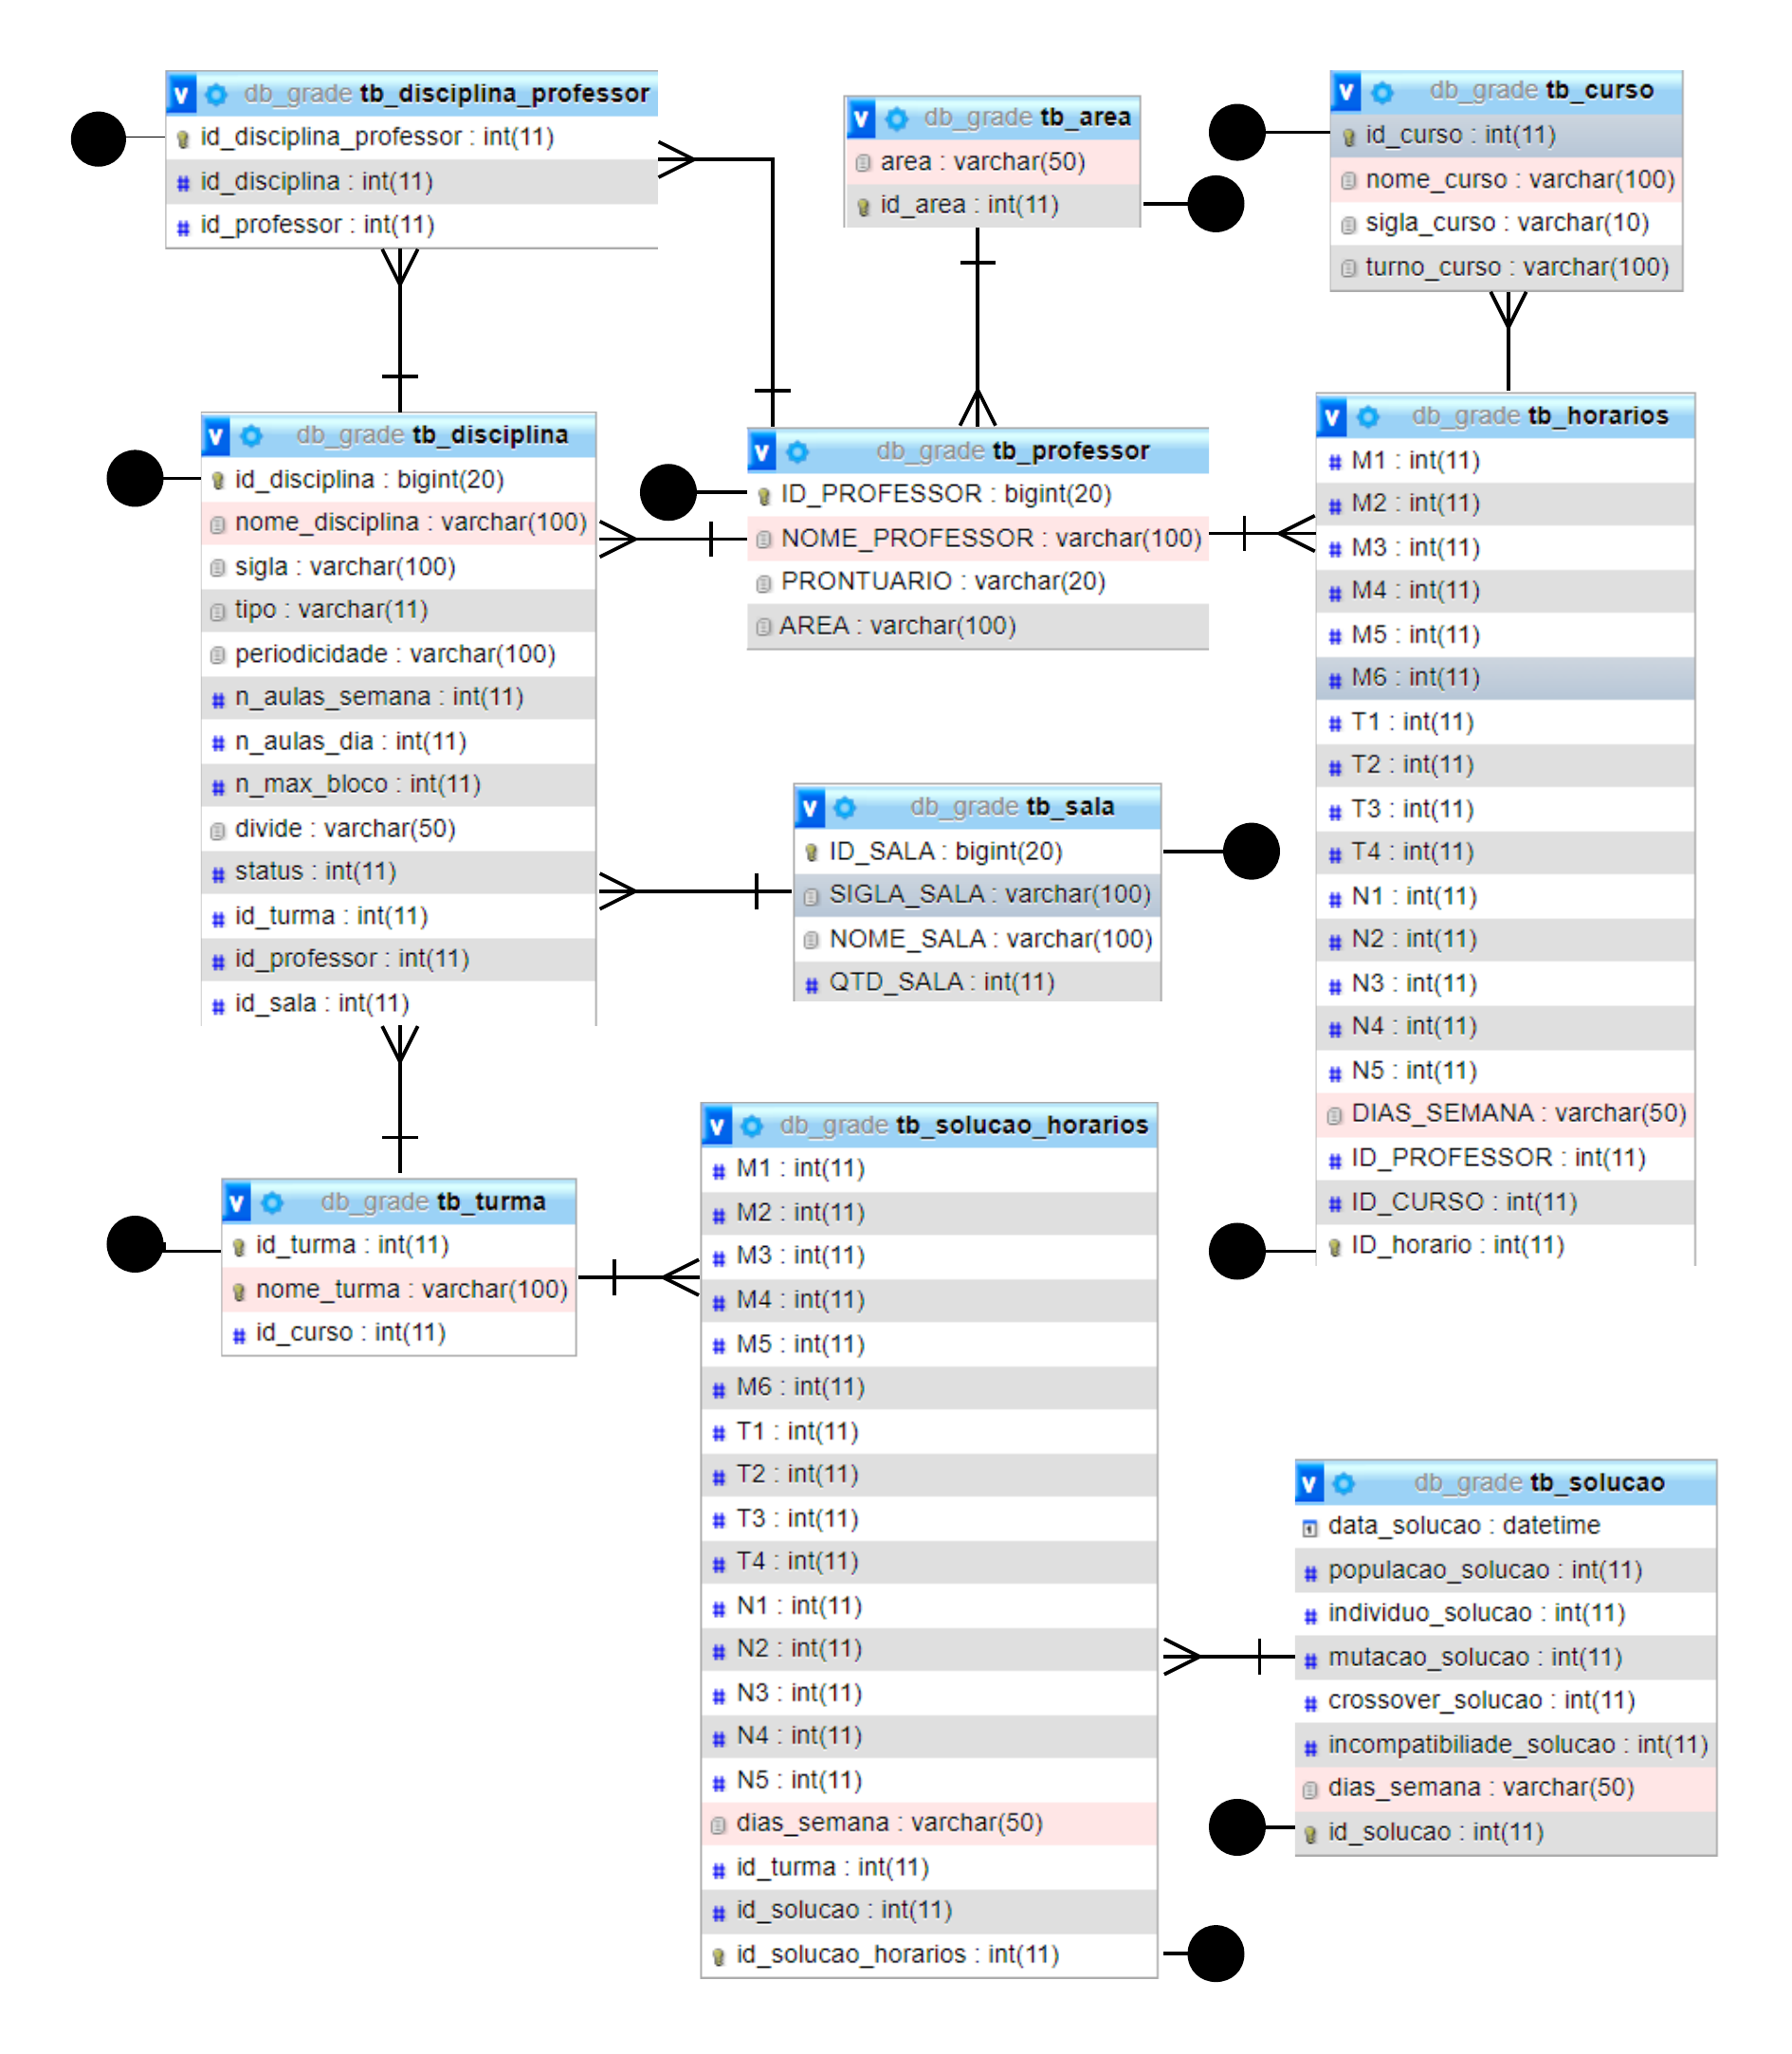 v db_grade tb_disciplina_professor
id_disciplina_professor : int(11)
# id_disciplina : int(11)
# id_professor : int(11)
v db_grade tb_area
area : varchar(50)
id_area : int(11)
v db_grade tb_curso
id_curso : int(11)
nome_curso : varchar(100)
sigla_curso : varchar(10)
turno_curso : varchar(100)
v db_grade tb_disciplina
id_disciplina : bigint(20)
nome_disciplina : varchar(100)
sigla : varchar(100)
tipo : varchar(11)
periodicidade : varchar(100)
# n_aulas_semana : int(11)
# n_aulas_dia : int(11)
# n_max_bloco : int(11)
divide : varchar(50)
# status : int(11)
# id_turma : int(11)
# id_professor : int(11)
# id_sala : int(11)
v db_grade tb_professor
ID_PROFESSOR : bigint(20)
NOME_PROFESSOR : varchar(100)
PRONTUARIO : varchar(20)
AREA : varchar(100)
v db_grade tb_horarios
# M1 : int(11)
# M2 : int(11)
# M3 : int(11)
# M4 : int(11)
# M5 : int(11)
# M6 : int(11)
# T1 : int(11)
# T2 : int(11)
# T3 : int(11)
# T4 : int(11)
# N1 : int(11)
# N2 : int(11)
# N3 : int(11)
# N4 : int(11)
# N5 : int(11)
DIAS_SEMANA : varchar(50)
# ID_PROFESSOR : int(11)
# ID_CURSO : int(11)
ID_horario : int(11)
v db_grade tb_sala
ID_SALA : bigint(20)
SIGLA_SALA : varchar(100)
NOME_SALA : varchar(100)
# QTD_SALA : int(11)
v db_grade tb_turma
id_turma : int(11)
nome_turma : varchar(100)
# id_curso : int(11)
v db_grade tb_solucao_horarios
# M1 : int(11)
# M2 : int(11)
# M3 : int(11)
# M4 : int(11)
# M5 : int(11)
# M6 : int(11)
# T1 : int(11)
# T2 : int(11)
# T3 : int(11)
# T4 : int(11)
# N1 : int(11)
# N2 : int(11)
# N3 : int(11)
# N4 : int(11)
# N5 : int(11)
dias_semana : varchar(50)
# id_turma : int(11)
# id_solucao : int(11)
id_solucao_horarios : int(11)
v db_grade tb_solucao
data_solucao : datetime
# populacao_solucao : int(11)
# individuo_solucao : int(11)
# mutacao_solucao : int(11)
# crossover_solucao : int(11)
# incompatibiliade_solucao : int(11)
dias_semana : varchar(50)
id_solucao : int(11)